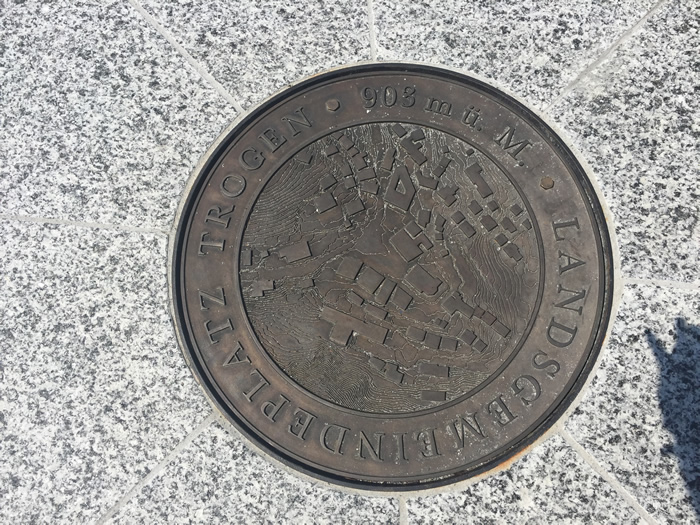 LANDSGEMEINDEPLATZ TROGEN
903 m ü. M.